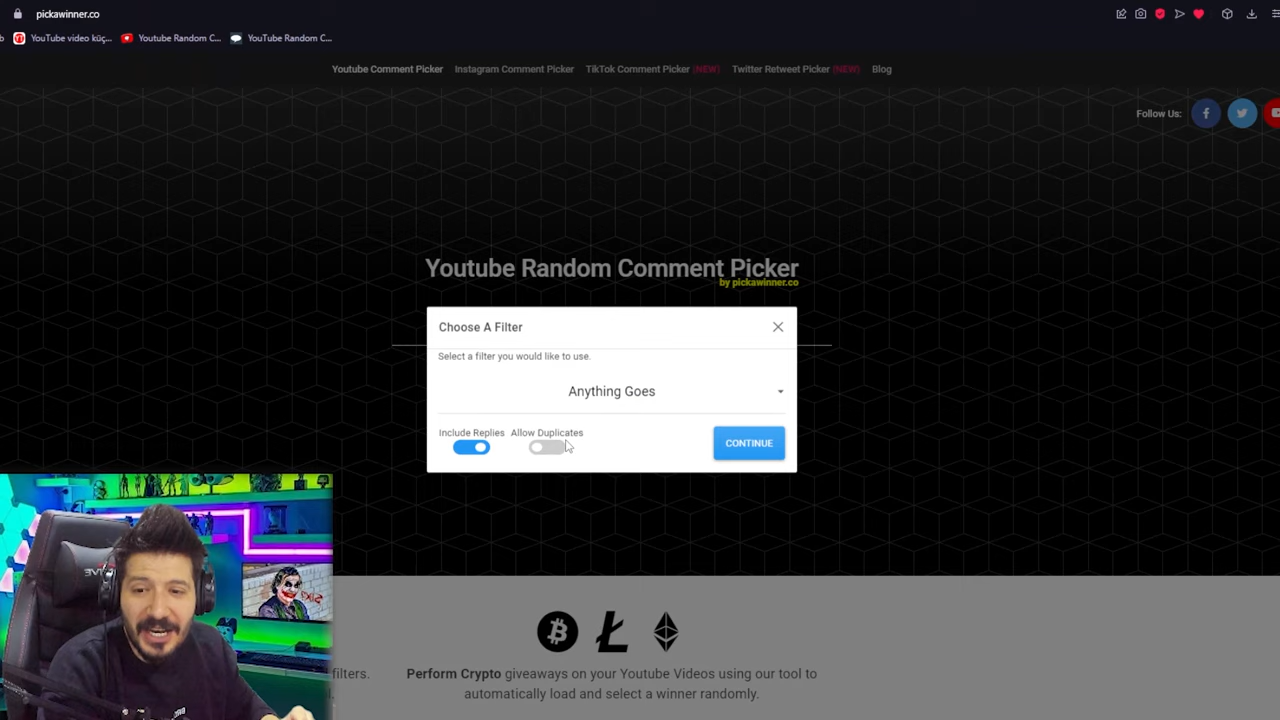 pickawinner.co
YouTube video küç...
Youtube Random C...
YouTube Random C...
Youtube Comment Picker
Instagram Comment Picker
TikTok Comment Picker (NEW)
Twitter Retweet Picker (NEW)
Blog
Follow Us:
Youtube Random Comment Picker
by pickawinner.co
Choose A Filter
Select a filter you would like to use.
Anything Goes
Include Replies
Allow Duplicates
CONTINUE
filters.
Perform Crypto giveaways on your Youtube Videos using our tool to
automatically load and select a winner randomly.